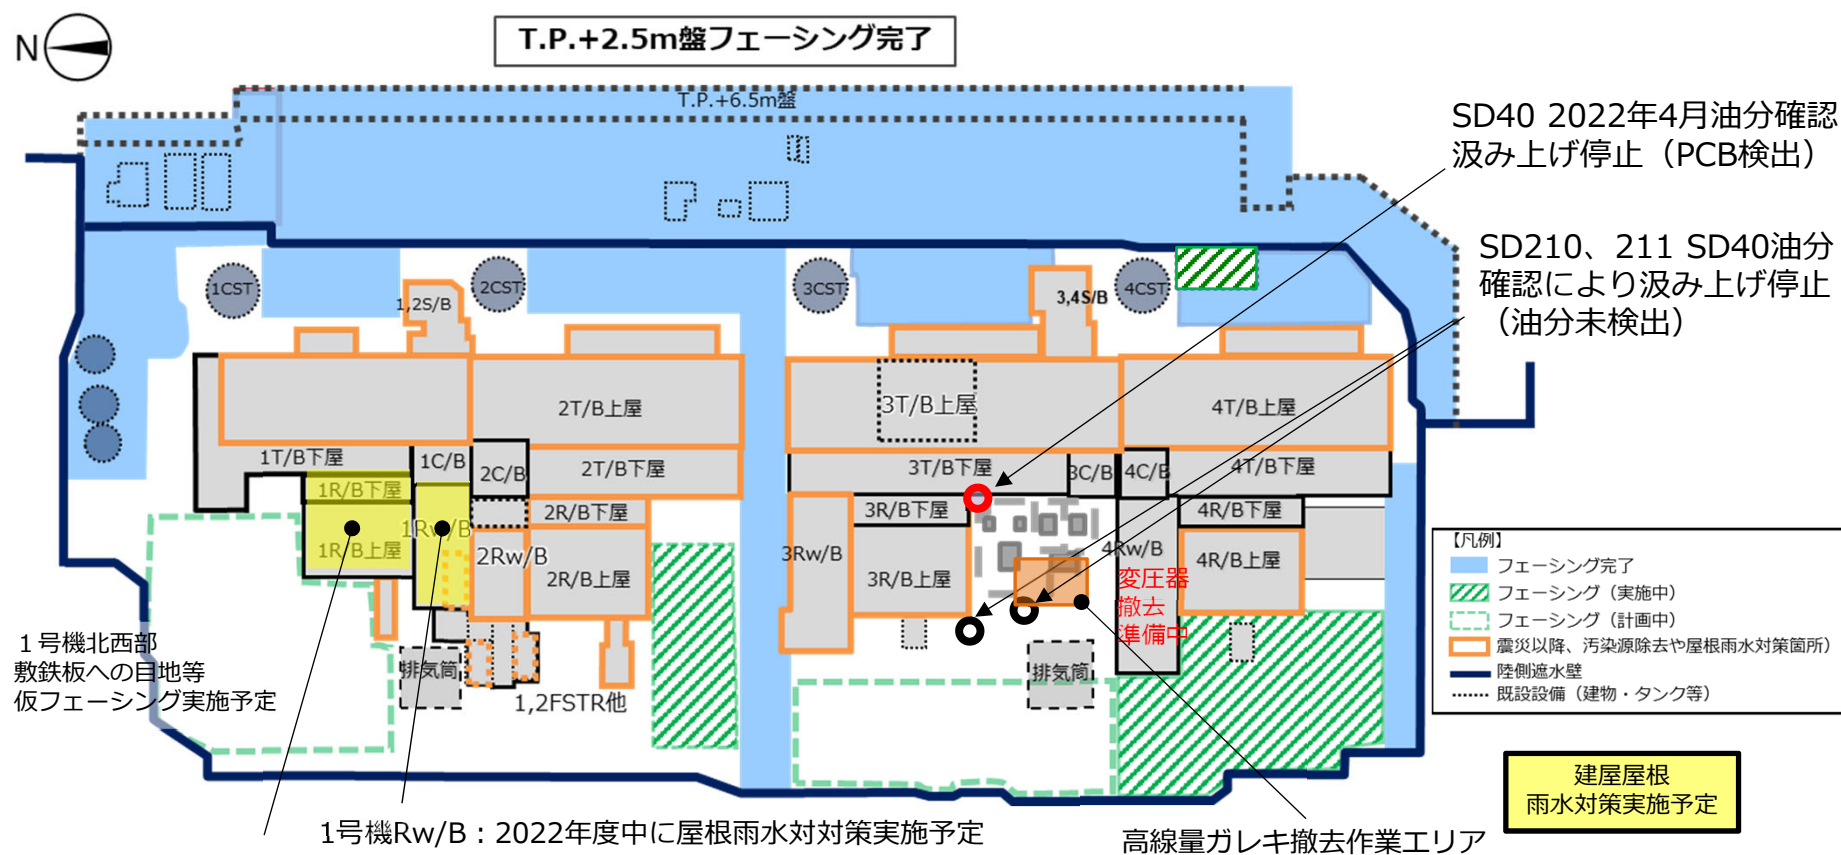 N
T.P.+2.5m盤フェーシング完了
T.P.+6.5m盤
SD40 2022年4月油分確認
汲み上げ停止（PCB検出）
SD210、211 SD40油分
確認により汲み上げ停止
（油分未検出）
1CST
1,2S/B
2CST
3CST
3,4S/B
4CST
2T/B上屋
3T/B上屋
4T/B上屋
1T/B下屋
1C/B
2C/B
2T/B下屋
3T/B下屋
3C/B
4C/B
4T/B下屋
1R/B下屋
2R/B下屋
3R/B下屋
4R/B下屋
1Rw/B
1R/B上屋
2Rw/B
2R/B上屋
3Rw/B
3R/B上屋
4Rw/B
4R/B上屋
変圧器
撤去
準備中
排気筒
排気筒
1,2FSTR他
１号機北西部
敷鉄板への目地等
仮フェーシング実施予定
【凡例】
フェーシング完了
フェーシング（実施中）
フェーシング（計画中）
震災以降、汚染源除去や屋根雨水対策箇所）
陸側遮水壁
既設設備（建物・タンク等）
建屋屋根
雨水対策実施予定
1号機Rw/B：2022年度中に屋根雨水対対策実施予定
高線量ガレキ撤去作業エリア